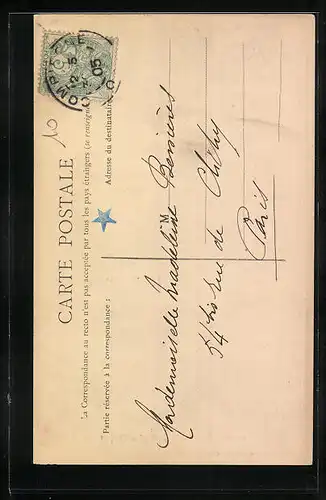 CARTE POSTALE
La Correspondance au recto n'est pas acceptée par tous les pays étrangers (se renseigner
Partie réservée à la correspondance :
Adresse du destinataire
M
Mademoiselle Madeleine
54 bis rue de Clichy
Paris
5
05